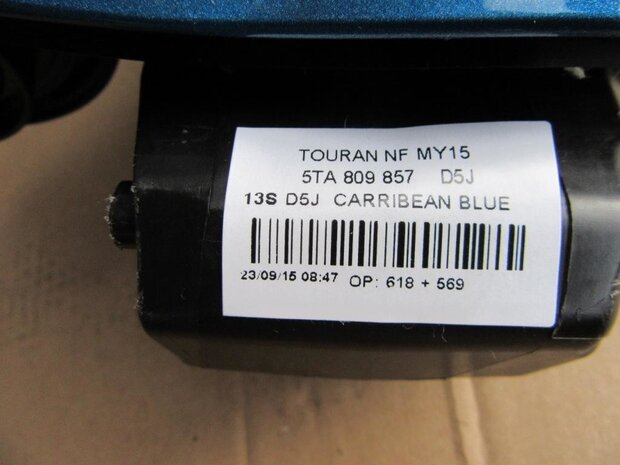 TOURAN NF MY15
5TA 809 857 D5J
13S D5J CARRIBEAN BLUE
23/09/15 08:47 OP: 618 + 569